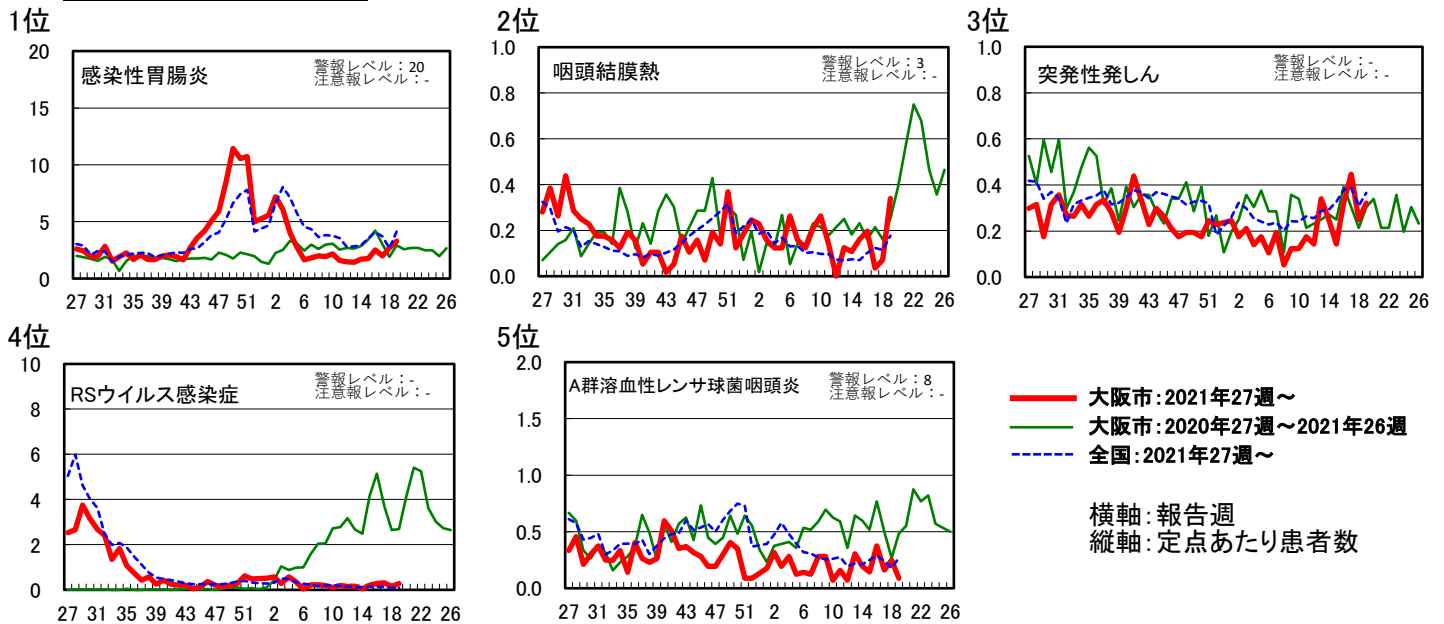 1位
20
15
10
5
0
感染性胃腸炎
警報レベル：20
注意報レベル：-
27 31 35 39 43 47 51 2 6 10 14 18 22 26
2位
1.0
0.8
0.6
0.4
0.2
0.0
咽頭結膜熱
警報レベル：3
注意報レベル：-
27 31 35 39 43 47 51 2 6 10 14 18 22 26
3位
1.0
0.8
0.6
0.4
0.2
0.0
突発性発しん
警報レベル：-
注意報レベル：-
27 31 35 39 43 47 51 2 6 10 14 18 22 26
4位
10
8
6
4
2
0
RSウイルス感染症
警報レベル：-
注意報レベル：-
27 31 35 39 43 47 51 2 6 10 14 18 22 26
5位
2.0
1.5
1.0
0.5
0.0
A群溶血性レンサ球菌咽頭炎
警報レベル：8
注意報レベル：-
27 31 35 39 43 47 51 2 6 10 14 18 22 26
大阪市：2021年27週～
大阪市：2020年27週～2021年26週
全国：2021年27週～
横軸：報告週
縦軸：定点あたり患者数